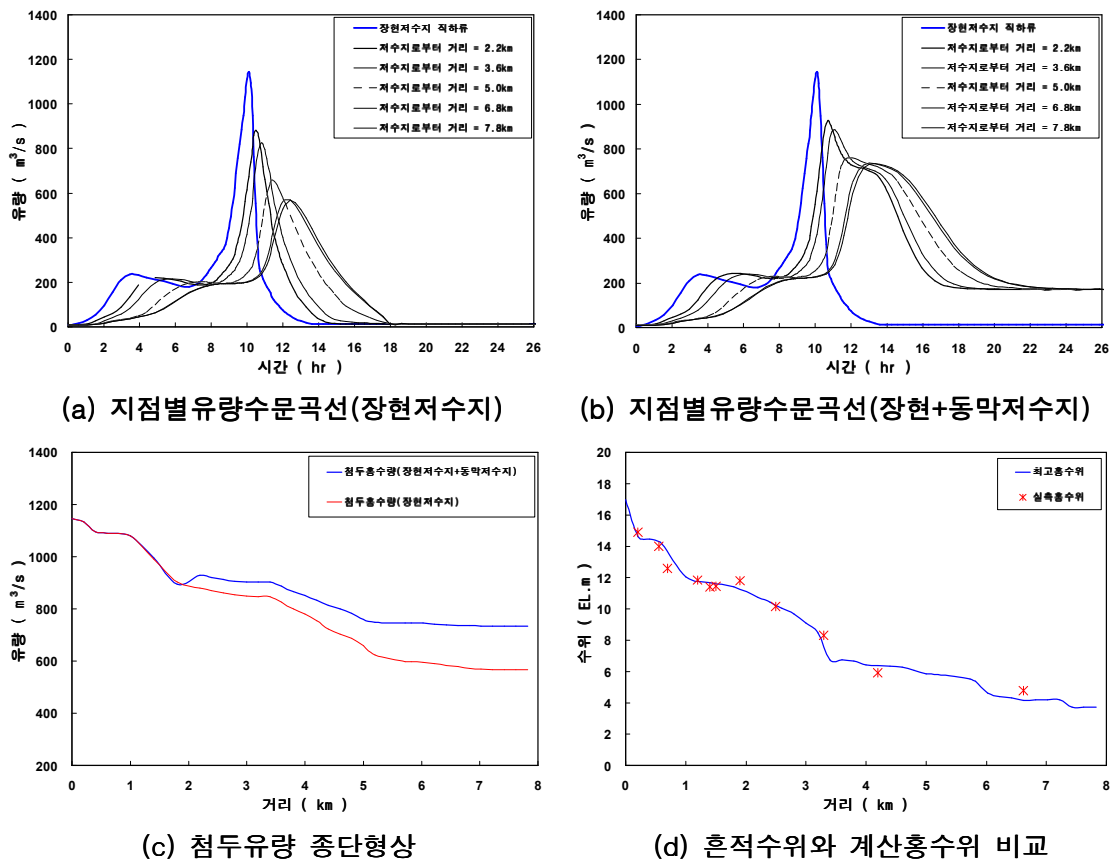 1400
1200
1000
800
600
400
200
0
유량 ( m³/s )
장현저수지 직하류
저수지로부터 거리 = 2.2km
저수지로부터 거리 = 3.6km
저수지로부터 거리 = 5.0km
저수지로부터 거리 = 6.8km
저수지로부터 거리 = 7.8km
0 2 4 6 8 10 12 14 16 18 20 22 24 26
시간 ( hr )
(a) 지점별유량수문곡선(장현저수지)
1400
1200
1000
800
600
400
200
0
유량 ( m³/s )
장현저수지 직하류
저수지로부터 거리 = 2.2km
저수지로부터 거리 = 3.6km
저수지로부터 거리 = 5.0km
저수지로부터 거리 = 6.8km
저수지로부터 거리 = 7.8km
0 2 4 6 8 10 12 14 16 18 20 22 24 26
시간 ( hr )
(b) 지점별유량수문곡선(장현+동막저수지)
1400
1200
1000
800
600
400
200
유량 ( m³/s )
첨두홍수량(장현저수지+동막저수지)
첨두홍수량(장현저수지)
0 1 2 3 4 5 6 7 8
거리 ( km )
(c) 첨두유량 종단형상
20
18
16
14
12
10
8
6
4
2
0
수위 ( EL.m )
최고홍수위
실측홍수위
0 1 2 3 4 5 6 7 8
거리 ( km )
(d) 흔적수위와 계산홍수위 비교